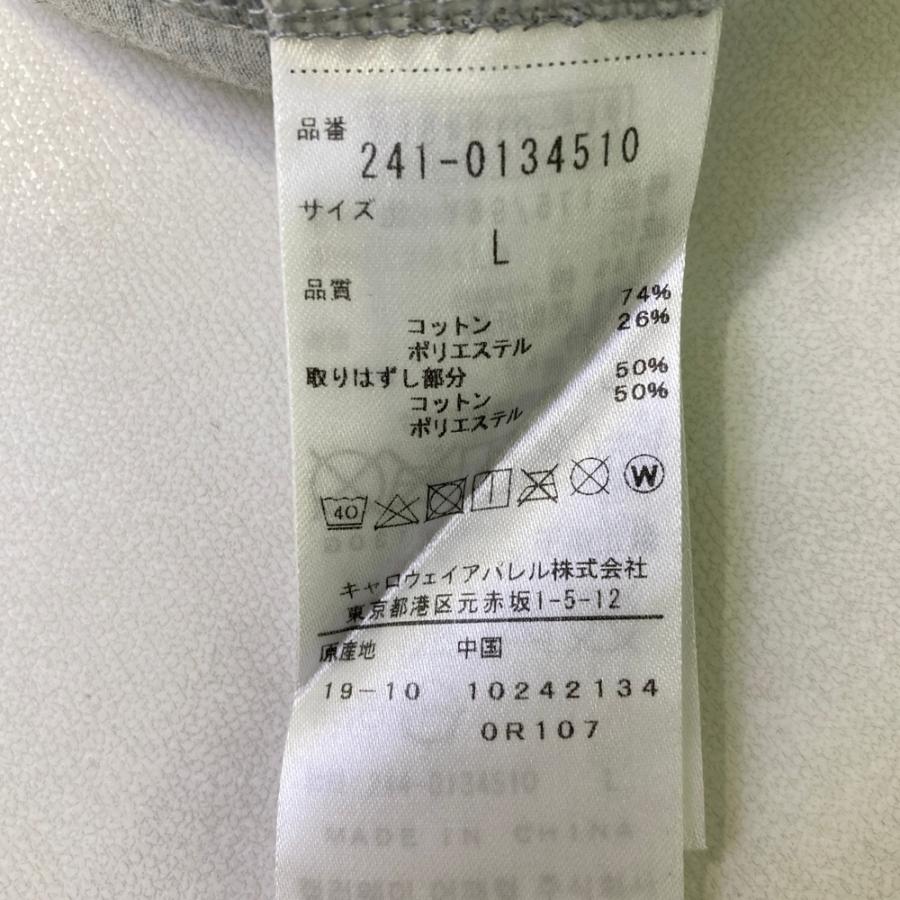 品番
241-0134510
サイズ
L
品質
コットン 74%
ポリエステル 26%
取りはずし部分
コットン 50%
ポリエステル 50%
40 W
キャロウェイアパレル株式会社
東京都港区元赤坂1-5-12
原産地 中国
19-10 10242134
0R107
244-0134510 L
MADE IN CHINA